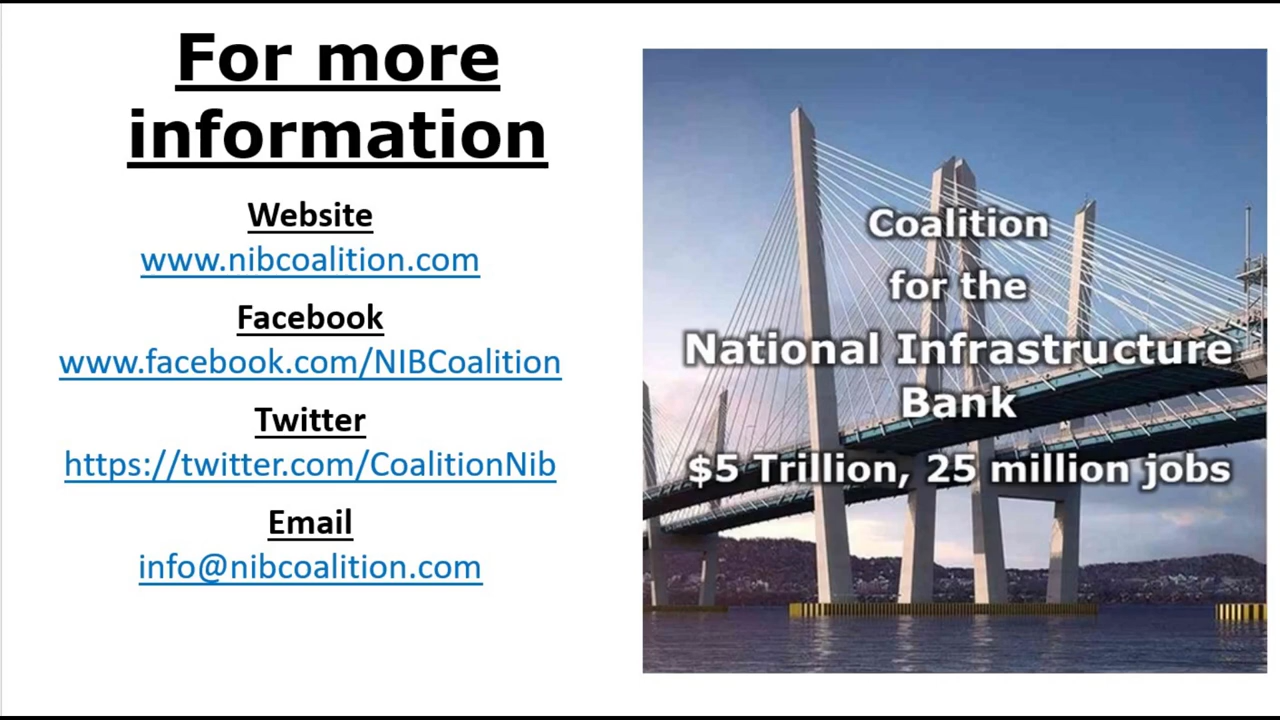 For more
information
Website
www.nibcoalition.com
Facebook
www.facebook.com/NIBCoalition
Twitter
https://twitter.com/CoalitionNib
Email
info@nibcoalition.com
Coalition
for the
National Infrastructure
Bank
$5 Trillion, 25 million jobs